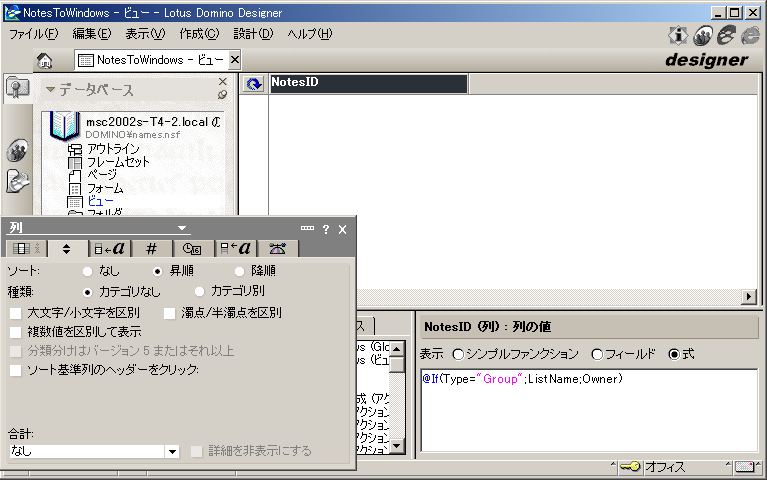 NotesToWindows - ビュー - Lotus Domino Designer
ファイル(F) 編集(E) 表示(V) 作成(C) 設計(D) ヘルプ(H)
NotesToWindows - ビュー
designer
データベース
msc2002s-T4-2.local の
DOMINO¥names.nsf
アウトライン
フレームセット
ページ
フォーム
ビュー
フォルダ
NotesID
列
ソート: なし 昇順 降順
種類: カテゴリなし カテゴリ別
大文字/小文字を区別 濁点/半濁点を区別
複数値を区別して表示
分類分けはバージョン 5 またはそれ以上
ソート基準列のヘッダーをクリック:
合計:
なし 詳細を非表示にする
ス
us (Glo
us (ビュ
成 (アク
クション
クション
クション
クション
NotesID (列) : 列の値
表示 シンプルファンクション フィールド 式
@If(Type="Group";ListName;Owner)
オフィス